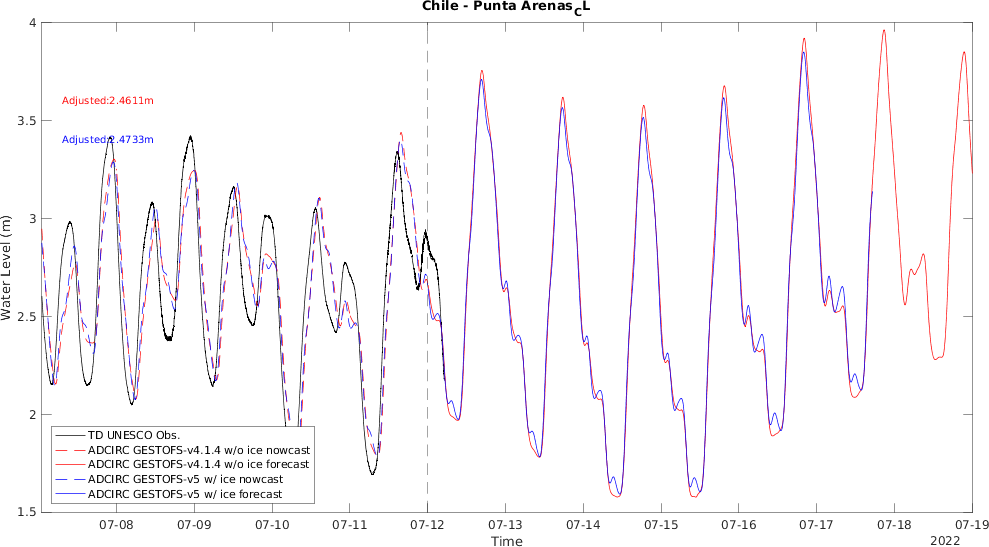 Chile - Punta Arenas_CL
Adjusted:2.4611m
Adjusted:2.4733m
Water Level (m)
4
3.5
3
2.5
2
1.5
TD UNESCO Obs.
ADCIRC GESTOFS-v4.1.4 w/o ice nowcast
ADCIRC GESTOFS-v4.1.4 w/o ice forecast
ADCIRC GESTOFS-v5 w/ ice nowcast
ADCIRC GESTOFS-v5 w/ ice forecast
07-08 07-09 07-10 07-11 07-12 07-13 07-14 07-15 07-16 07-17 07-18 07-19
Time
2022